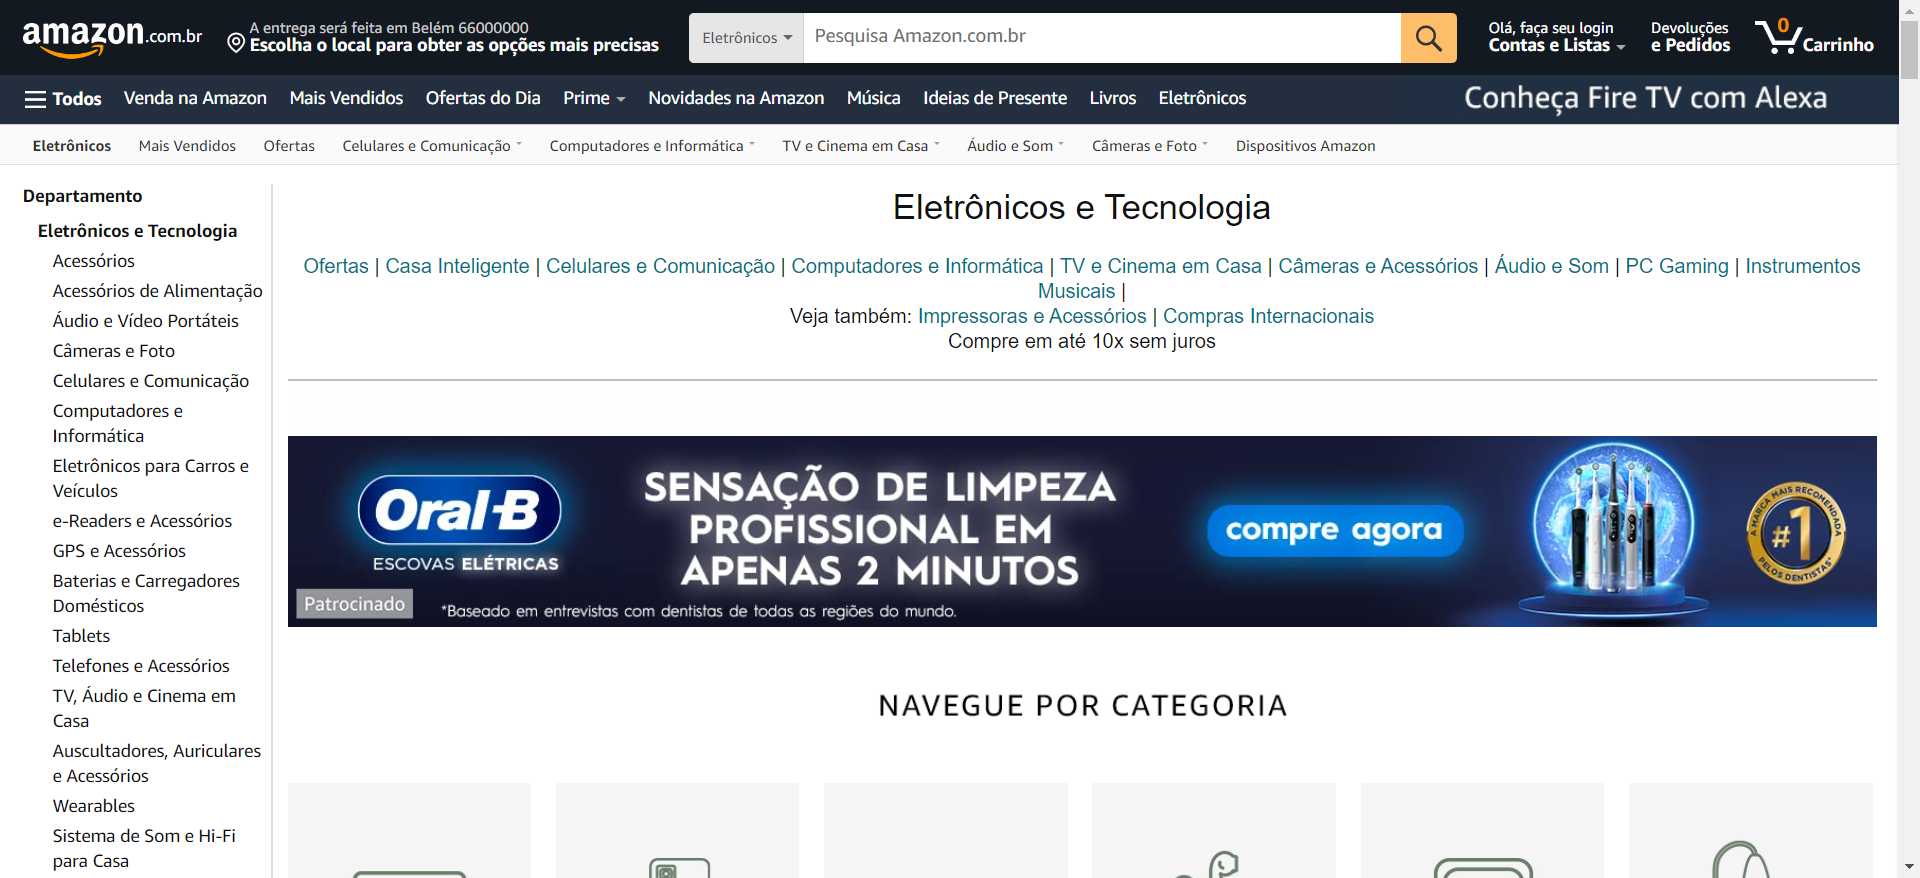 amazon.com.br
A entrega será feita em Belém 66000000
Escolha o local para obter as opções mais precisas
Eletrônicos
Pesquisa Amazon.com.br
Olá, faça seu login
Contas e Listas
Devoluções
e Pedidos
0
Carrinho
Todos
Venda na Amazon
Mais Vendidos
Ofertas do Dia
Prime
Novidades na Amazon
Música
Ideias de Presente
Livros
Eletrônicos
Conheça Fire TV com Alexa
Eletrônicos
Mais Vendidos
Ofertas
Celulares e Comunicação
Computadores e Informática
TV e Cinema em Casa
Áudio e Som
Câmeras e Foto
Dispositivos Amazon
Departamento
Eletrônicos e Tecnologia
Acessórios
Acessórios de Alimentação
Áudio e Vídeo Portáteis
Câmeras e Foto
Celulares e Comunicação
Computadores e
Informática
Eletrônicos para Carros e
Veículos
e-Readers e Acessórios
GPS e Acessórios
Baterias e Carregadores
Domésticos
Tablets
Telefones e Acessórios
TV, Áudio e Cinema em
Casa
Auscultadores, Auriculares
e Acessórios
Wearables
Sistema de Som e Hi-Fi
para Casa
Eletrônicos e Tecnologia
Ofertas | Casa Inteligente | Celulares e Comunicação | Computadores e Informática | TV e Cinema em Casa | Câmeras e Acessórios | Áudio e Som | PC Gaming | Instrumentos
Musicais |
Veja também: Impressoras e Acessórios | Compras Internacionais
Compre em até 10x sem juros
Oral-B
ESCOVAS ELÉTRICAS
SENSAÇÃO DE LIMPEZA
PROFISSIONAL EM
APENAS 2 MINUTOS
compre agora
A MARCA MAIS RECOMENDADA
#1
PELOS DENTISTAS*
Patrocinado
*Baseado em entrevistas com dentistas de todas as regiões do mundo.
NAVEGUE POR CATEGORIA